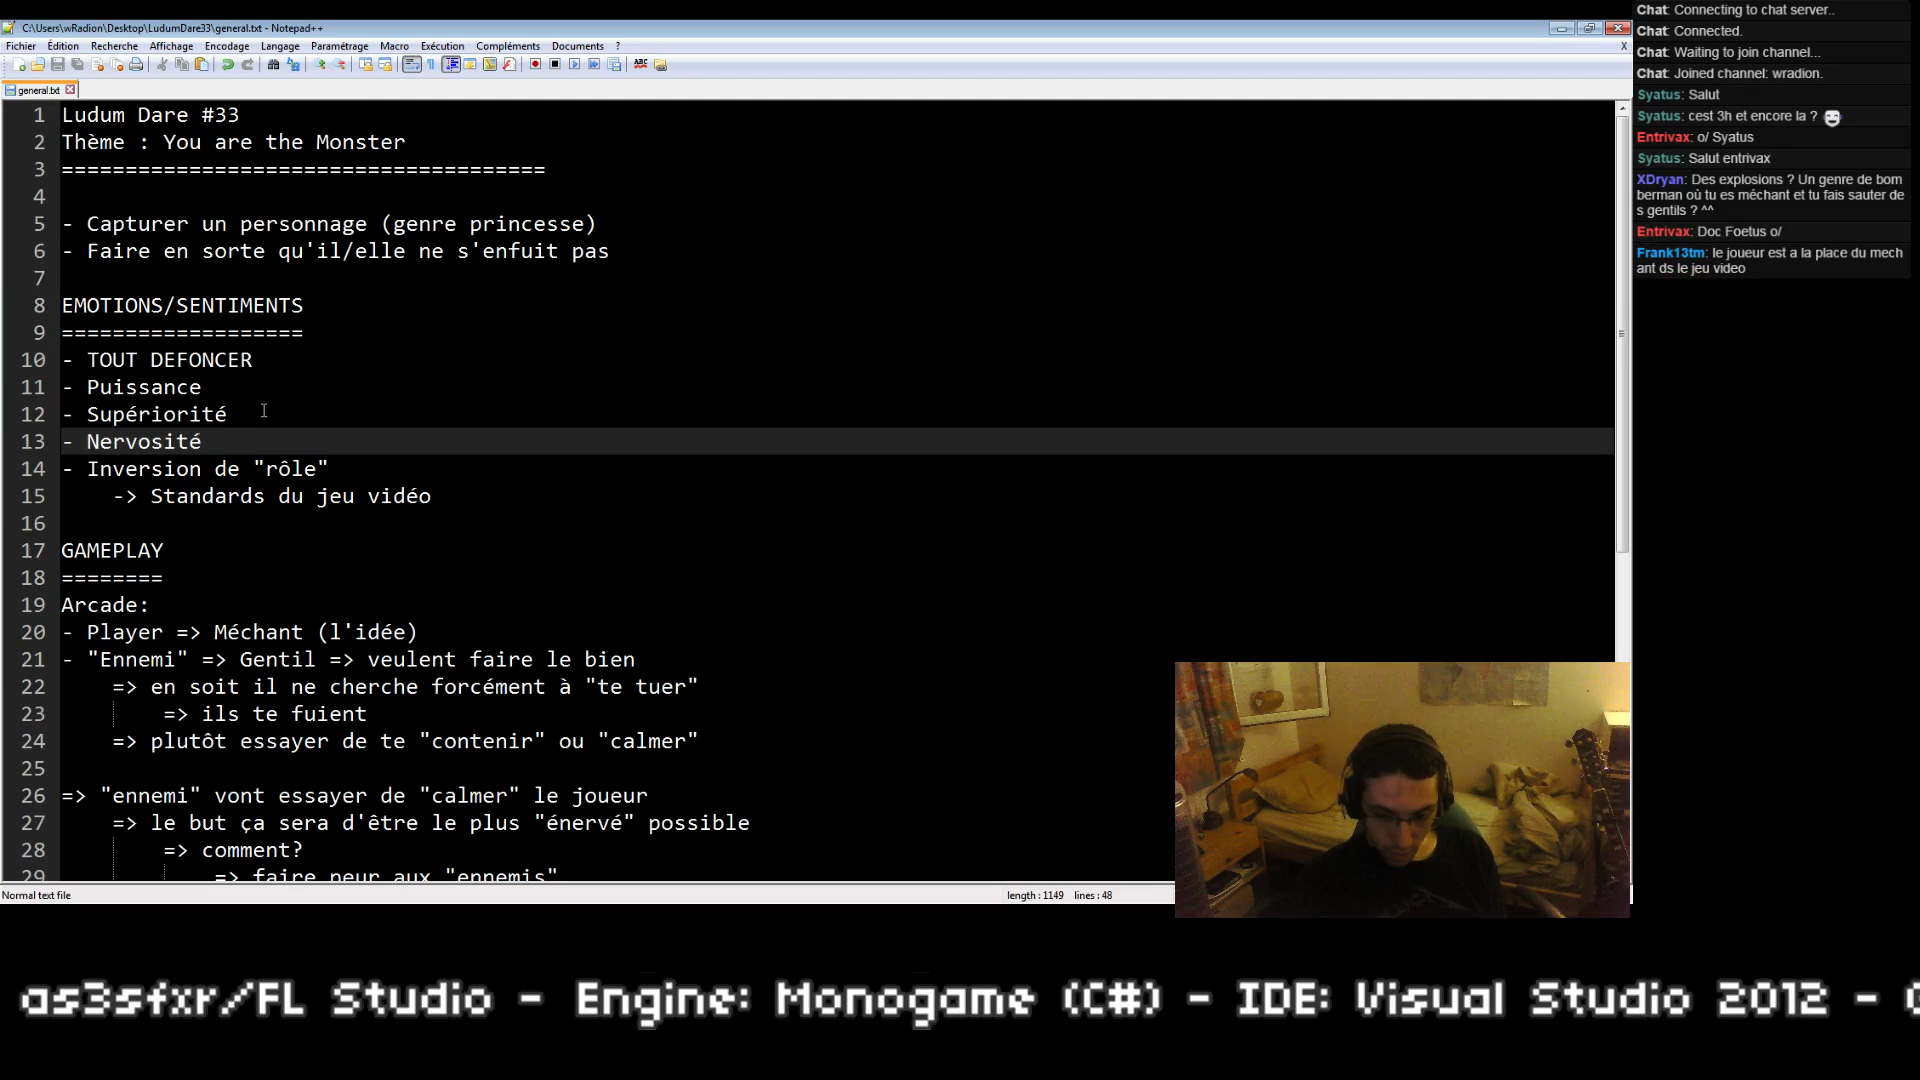 C:\Users\wRadion\Desktop\LudumDare33\general.txt - Notepad++
Fichier Édition Recherche Affichage Encodage Langage Paramétrage Macro Exécution Compléments Documents ? X
general.txt
1 Ludum Dare #33
2 Thème : You are the Monster
3 ======================================
4
5 - Capturer un personnage (genre princesse)
6 - Faire en sorte qu'il/elle ne s'enfuit pas
7
8 EMOTIONS/SENTIMENTS
9 ===================
10 - TOUT DEFONCER
11 - Puissance
12 - Supériorité
13 - Nervosité
14 - Inversion de "rôle"
15 -> Standards du jeu vidéo
16
17 GAMEPLAY
18 ========
19 Arcade:
20 - Player => Méchant (l'idée)
21 - "Ennemi" => Gentil => veulent faire le bien
22 => en soit il ne cherche forcément à "te tuer"
23 => ils te fuient
24 => plutôt essayer de te "contenir" ou "calmer"
25
26 => "ennemi" vont essayer de "calmer" le joueur
27 => le but ça sera d'être le plus "énervé" possible
28 => comment?
29 => faire peur aux "ennemis"
Normal text file length : 1149 lines : 48
Chat: Connecting to chat server..
Chat: Connected.
Chat: Waiting to join channel...
Chat: Joined channel: wradion.
Syatus: Salut
Syatus: cest 3h et encore la ?
Entrivax: o/ Syatus
Syatus: Salut entrivax
XDryan: Des explosions ? Un genre de bom
berman où tu es méchant et tu fais sauter de
s gentils ? ^^
Entrivax: Doc Foetus o/
Frank13tm: le joueur est a la place du mech
ant ds le jeu video
as3sfxr/FL Studio - Engine: Monogame (C#) - IDE: Visual Studio 2012 -